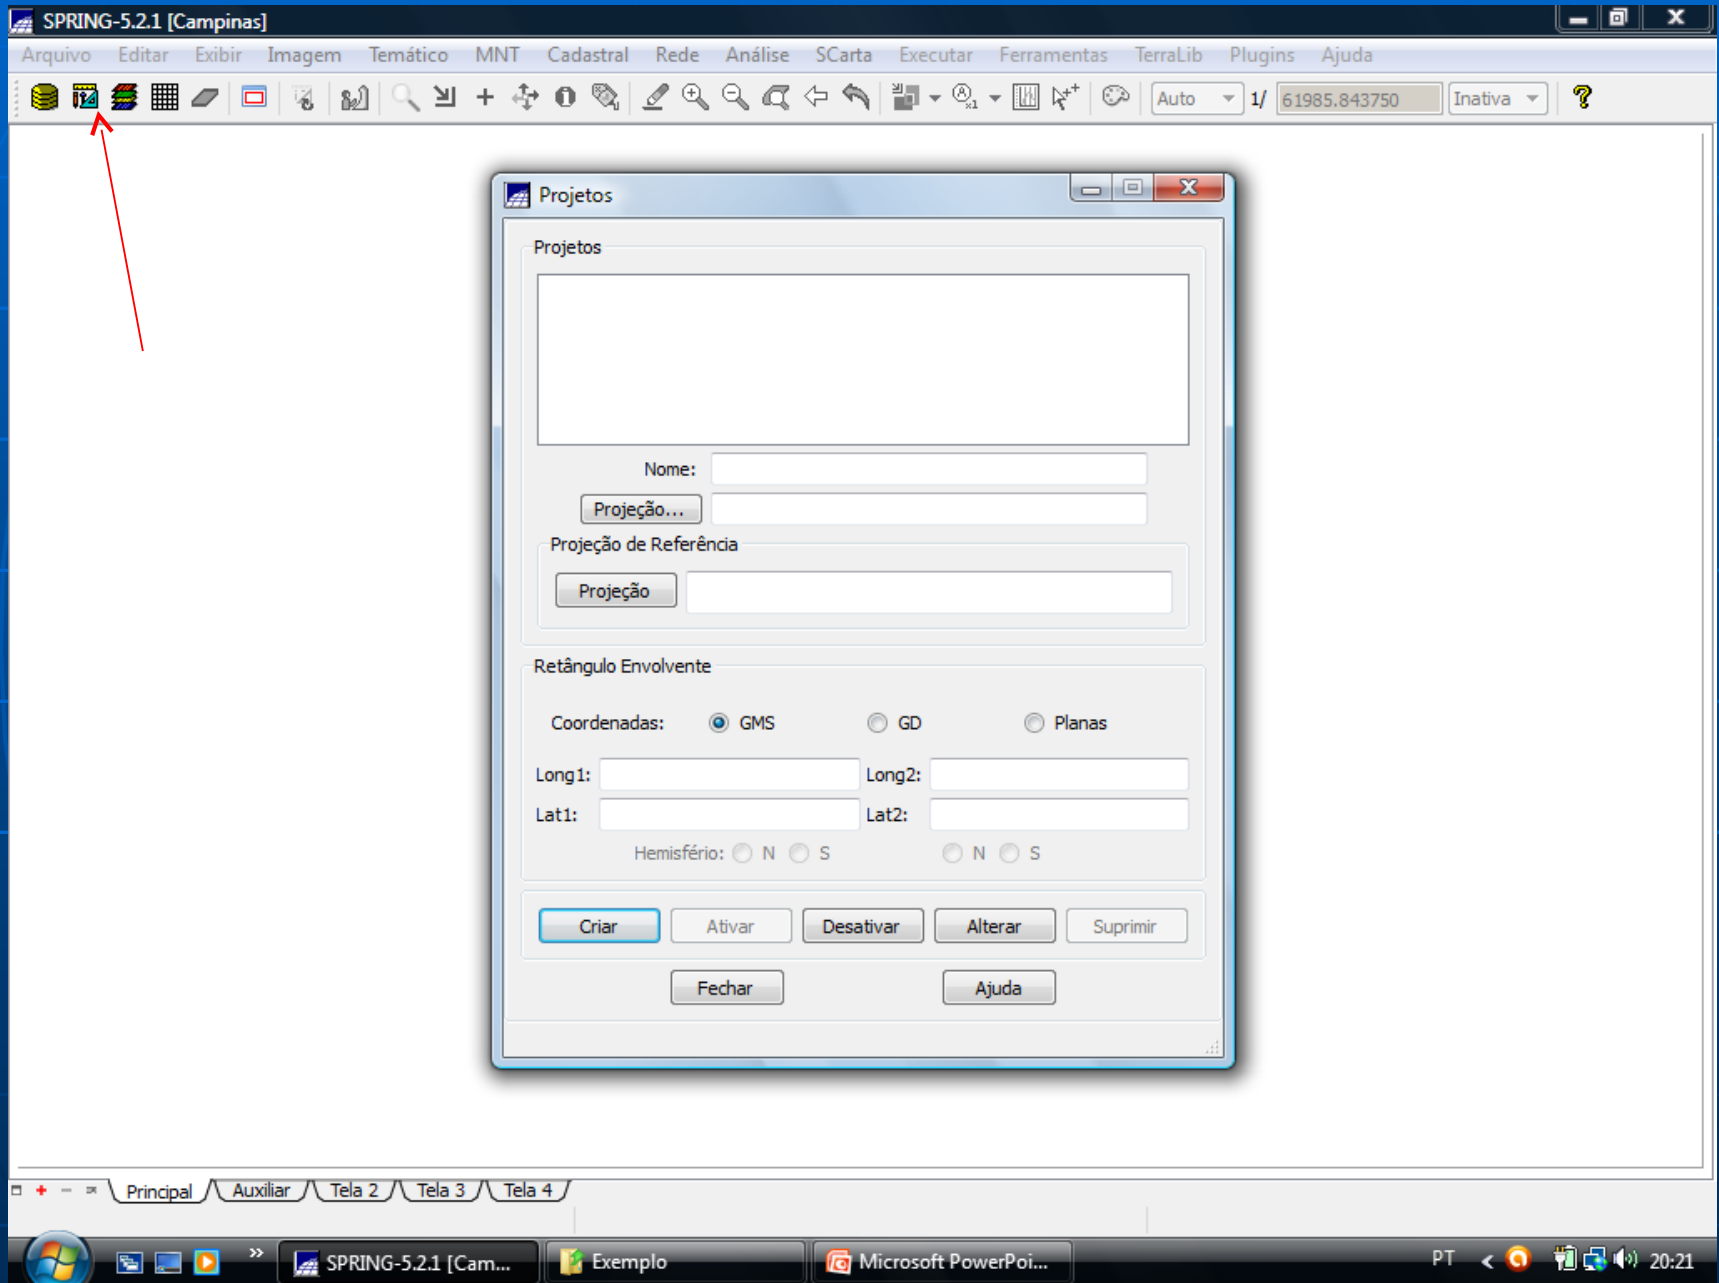 SPRING-5.2.1 [Campinas]
Arquivo Editar Exibir Imagem Temático MNT Cadastral Rede Análise SCarta Executar Ferramentas TerraLib Plugins Ajuda
Auto 1/ 61985.843750 Inativa
Projetos
Projetos
Nome:
Projeção...
Projeção de Referência
Projeção
Retângulo Envolvente
Coordenadas: GMS GD Planas
Long1: Long2:
Lat1: Lat2:
Hemisfério: N S N S
Criar Ativar Desativar Alterar Suprimir
Fechar Ajuda
Principal Auxiliar Tela 2 Tela 3 Tela 4
SPRING-5.2.1 [Cam... Exemplo Microsoft PowerPoi... PT 20:21